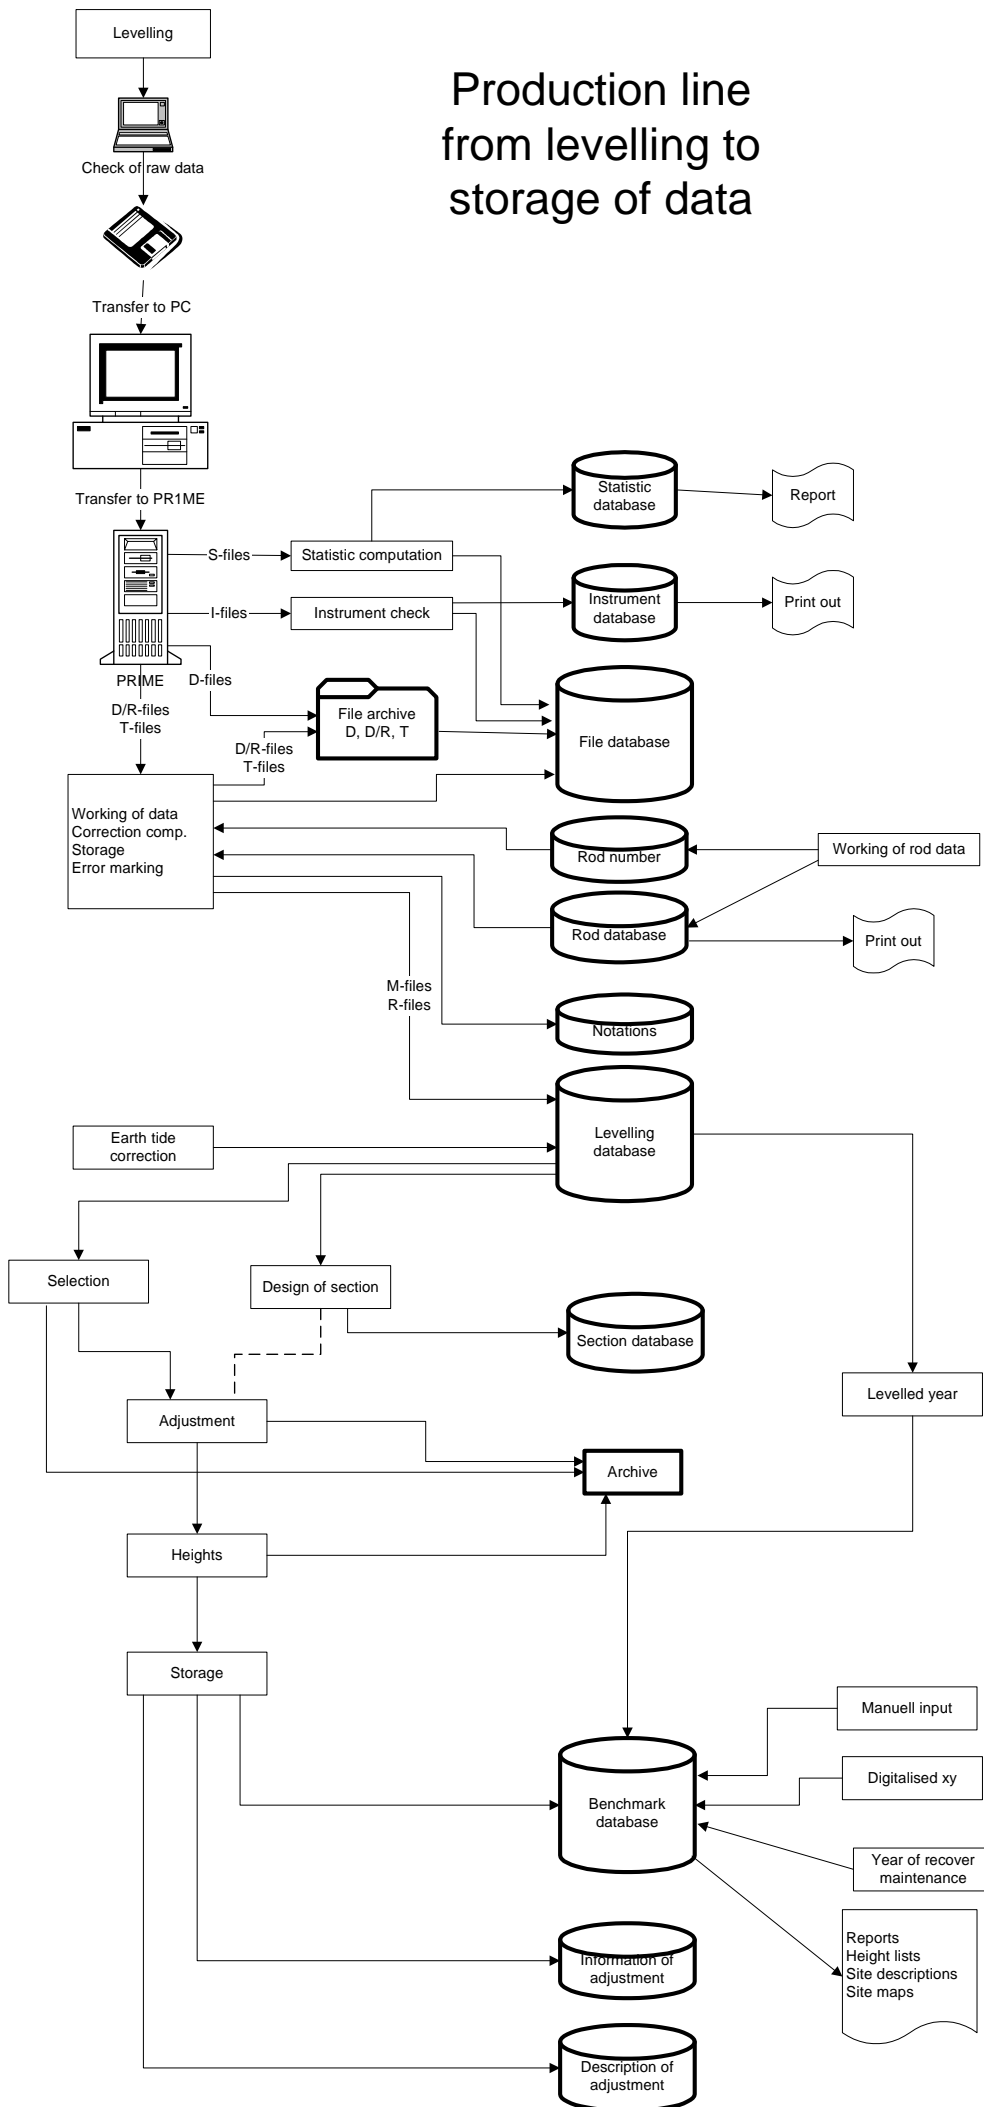 Levelling
Production line
from levelling to
storage of data
Check of raw data
Transfer to PC
Transfer to PR1ME
Statistic
database
Report
S-files
Statistic computation
Instrument
database
Print out
I-files
Instrument check
PRIME
D-files
D/R-files
T-files
File archive
D, D/R, T
File database
D/R-files
T-files
Working of data
Correction comp.
Storage
Error marking
Rod number
Working of rod data
Rod database
Print out
M-files
R-files
Notations
Earth tide
correction
Levelling
database
Selection
Design of section
Section database
Levelled year
Adjustment
Archive
Heights
Storage
Manuell input
Benchmark
database
Digitalised xy
Year of recover
maintenance
Reports
Height lists
Site descriptions
Site maps
Information of
adjustment
Description of
adjustment